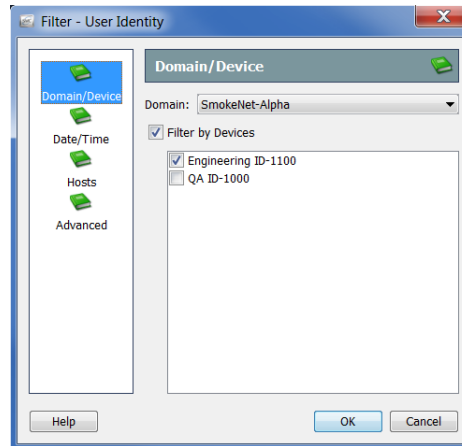 Filter - User Identity
Domain/Device
Date/Time
Hosts
Advanced
Domain/Device
Domain: SmokeNet-Alpha
Filter by Devices
Engineering ID-1100
QA ID-1000
Help
OK
Cancel